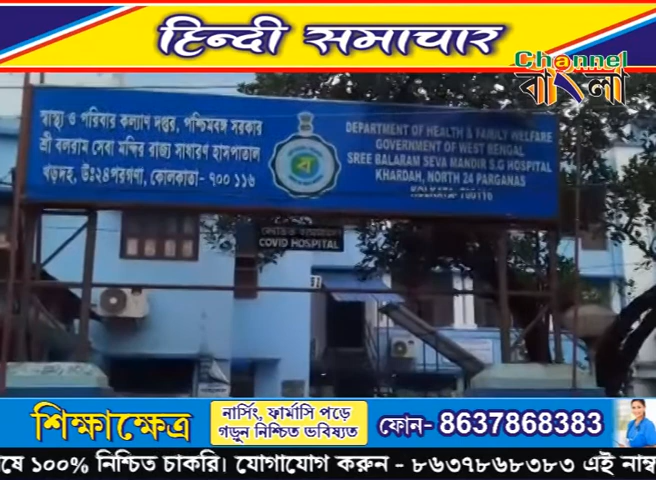 हिन्दी समाचार
Channel
বাংলা
স্বাস্থ্য ও পরিবার কল্যাণ দপ্তর, পশ্চিমবঙ্গ সরকার
শ্রী বলরাম সেবা মন্দির রাজ্য সাধারণ হাসপাতাল
খড়দহ, উঃ২৪পরগণা, কোলকাতা- ৭০০ ১১৬
ব
DEPARTMENT OF HEALTH & FAMILY WELFARE
GOVERNMENT OF WEST BENGAL
SREE BALARAM SEVA MANDIR S.G HOSPITAL
KHARDAH, NORTH 24 PARGANAS
COVID HOSPITAL
শিক্ষাক্ষেত্র
নার্সিং, ফার্মাসি পড়ে
গড়ুন নিশ্চিত ভবিষ্যত
ফোন- 8637868383
ষে ১০০% নিশ্চিত চাকরি। যোগাযোগ করুন - ৮৬৩৭৮৬৮৩৮৩ এই নাম্ব